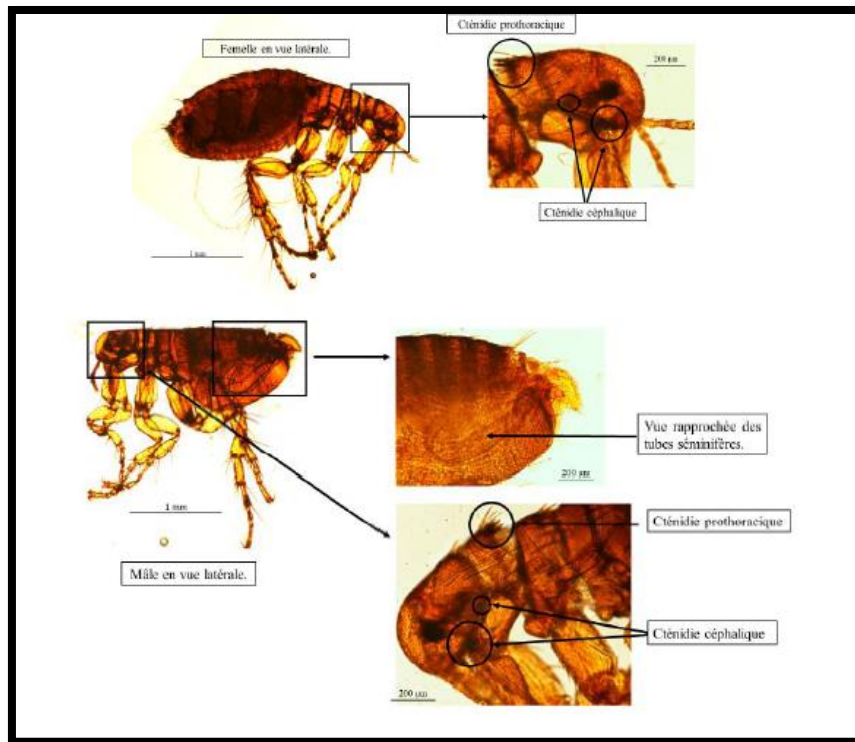 Cténidie prothoracique
Femelle en vue latérale.
200 µm
Cténidie céphalique
1 mm
Vue rapprochée des
tubes séminifères.
200 µm
1 mm
Cténidie prothoracique
Mâle en vue latérale.
Cténidie céphalique
200 µm